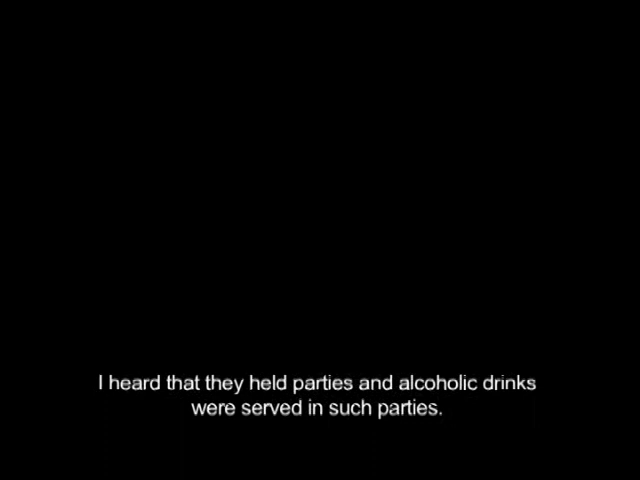 I heard that they held parties and alcoholic drinks
were served in such parties.